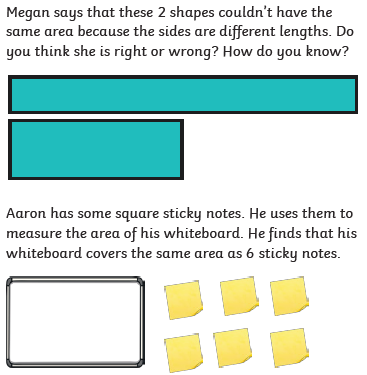 Megan says that these 2 shapes couldn't have the
same area because the sides are different lengths. Do
you think she is right or wrong? How do you know?
Aaron has some square sticky notes. He uses them to
measure the area of his whiteboard. He finds that his
whiteboard covers the same area as 6 sticky notes.